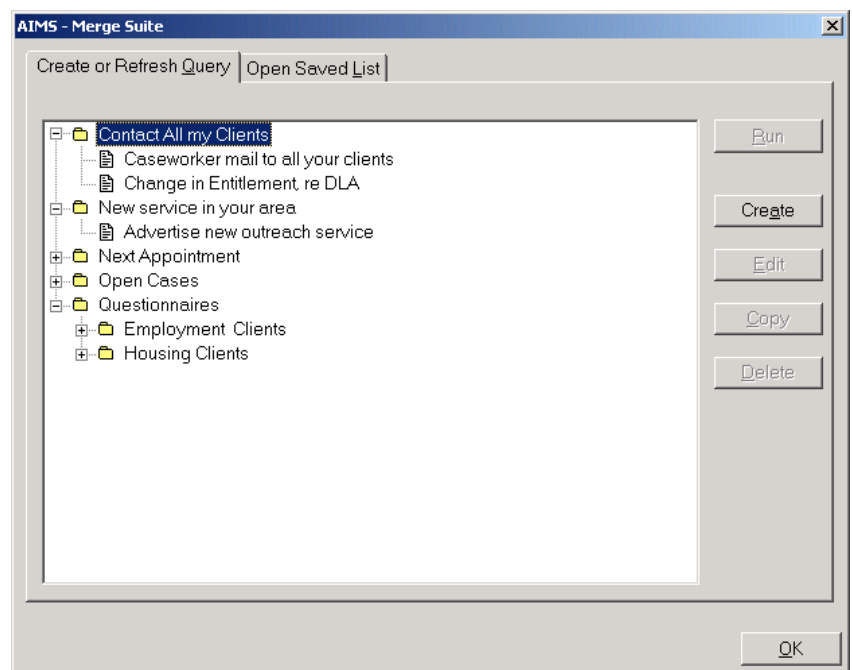 AIMS - Merge Suite
Create or Refresh Query
Open Saved List
Contact All my Clients
Caseworker mail to all your clients
Change in Entitlement, re DLA
New service in your area
Advertise new outreach service
Next Appointment
Open Cases
Questionnaires
Employment Clients
Housing Clients
Run
Create
Edit
Copy
Delete
OK